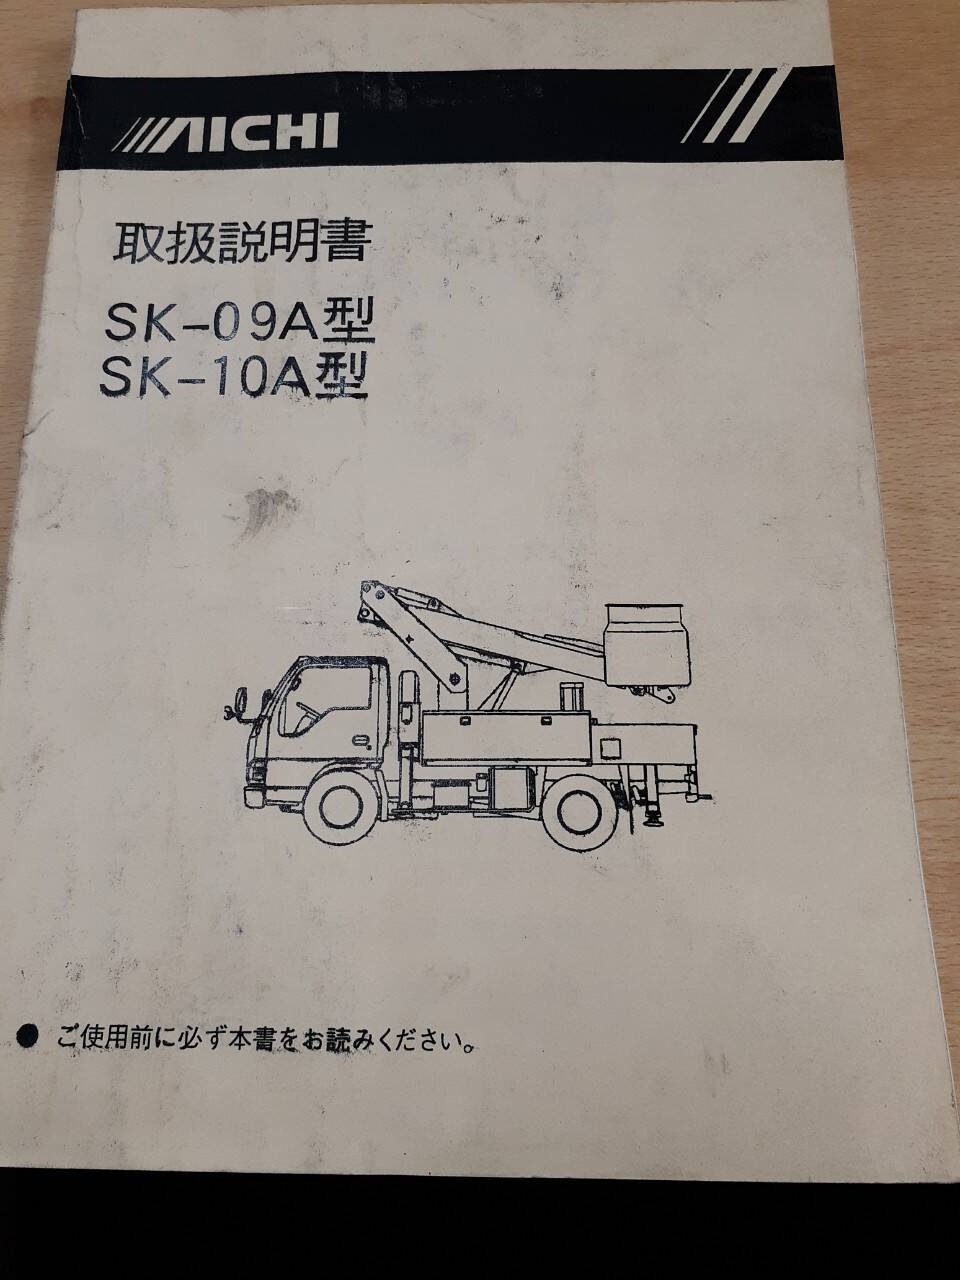 AICHI
取扱説明書
SK-09A型
SK-10A型
● ご使用前に必ず本書をお読みください。